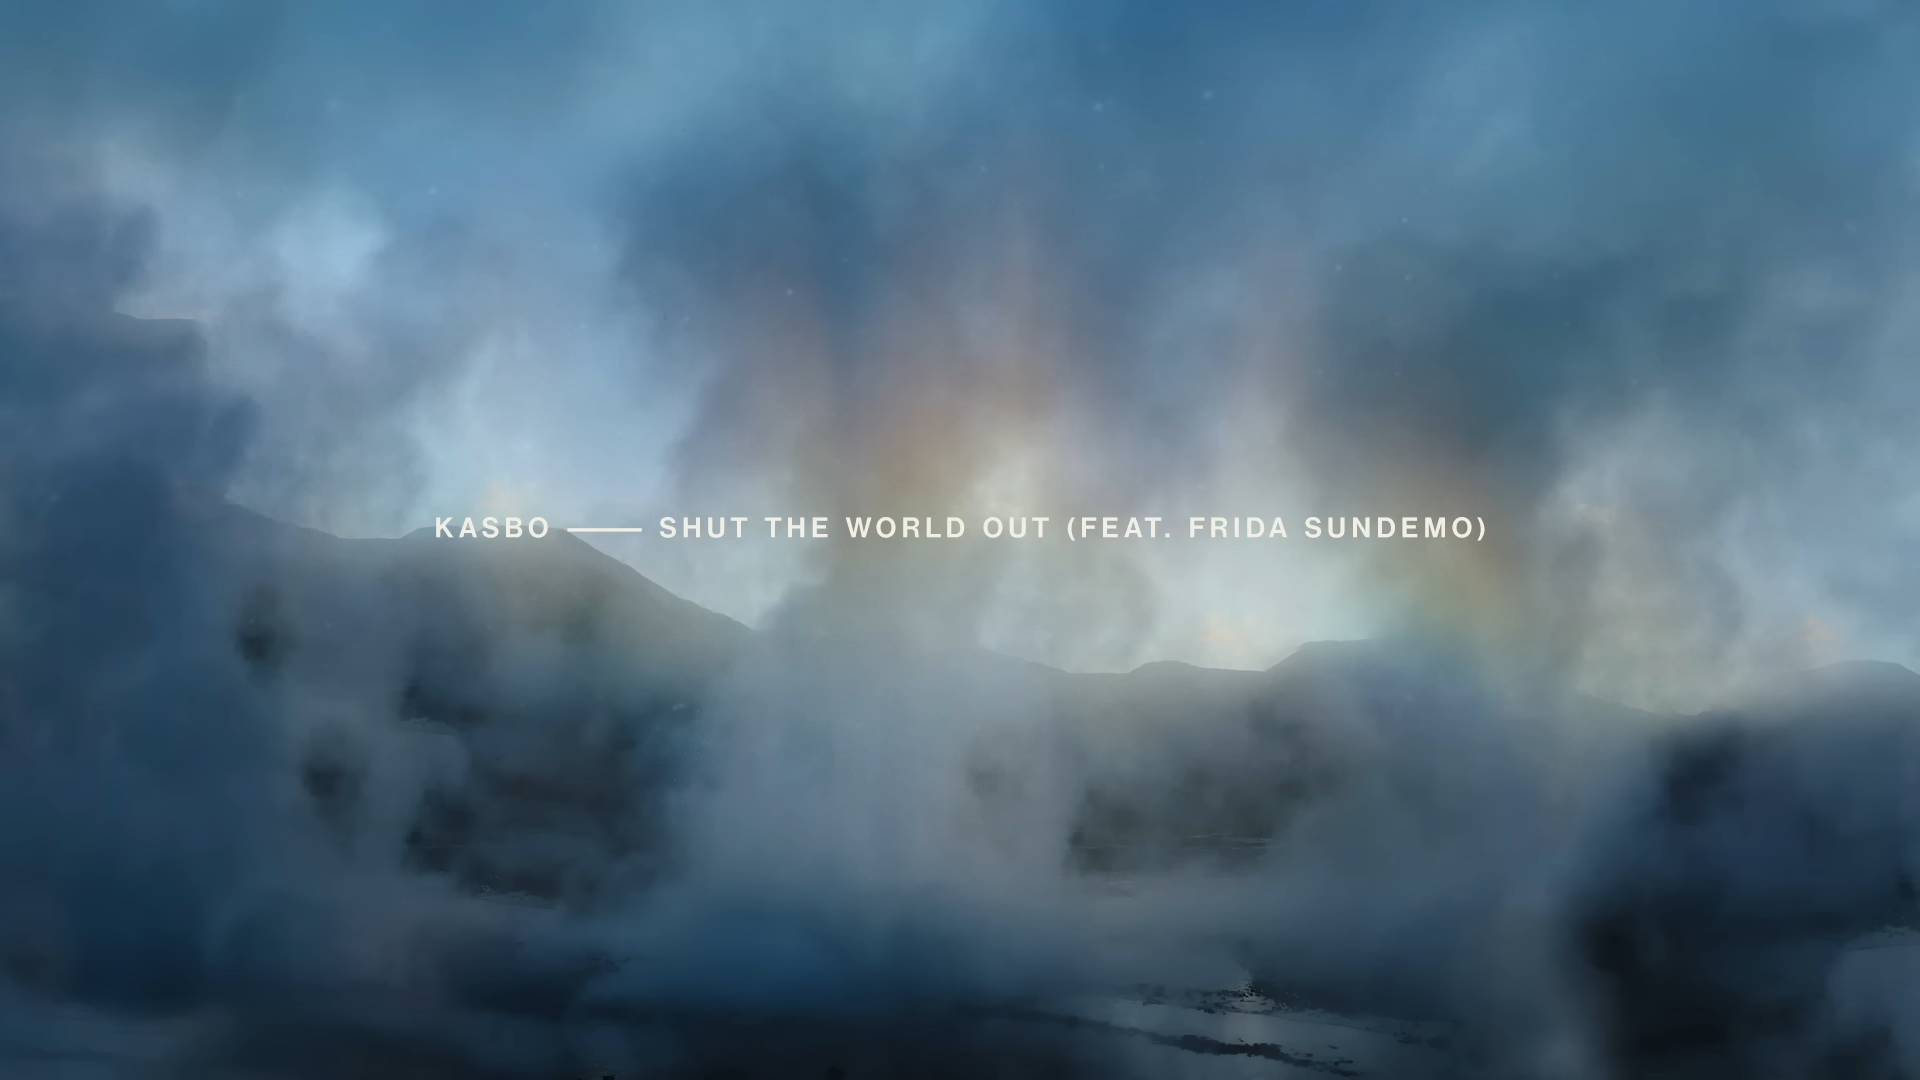 KASBO —— SHUT THE WORLD OUT (FEAT. FRIDA SUNDEMO)